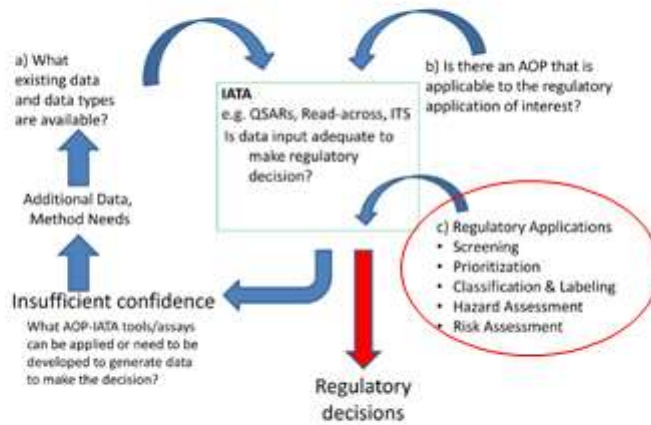 a) What
existing data
and data types
are available?
IATA
e.g. QSARs, Read-across, ITS
Is data input adequate to
make regulatory
decision?
b) Is there an AOP that is
applicable to the regulatory
application of interest?
Additional Data,
Method Needs
c) Regulatory Applications
• Screening
• Prioritization
• Classification & Labeling
• Hazard Assessment
• Risk Assessment
Insufficient confidence
What AOP-IATA tools/assays
can be applied or need to be
developed to generate data
to make the decision?
Regulatory
decisions